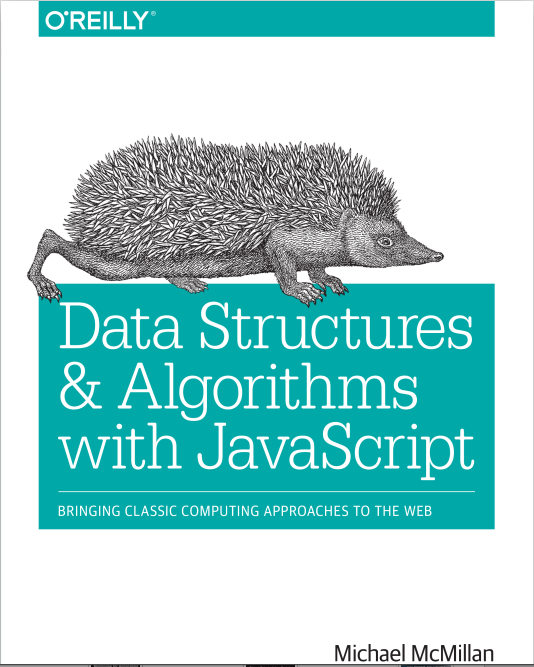 O'REILLY®
Data Structures
& Algorithms
with JavaScript
BRINGING CLASSIC COMPUTING APPROACHES TO THE WEB
Michael McMillan